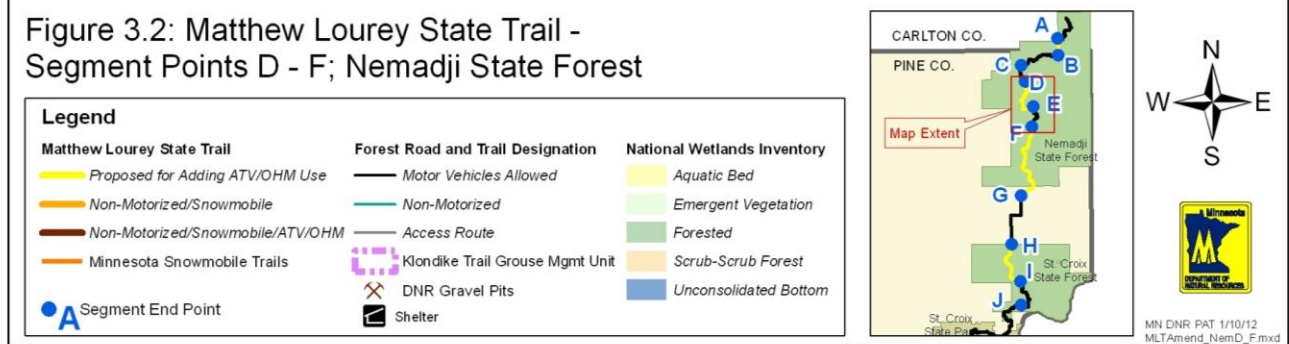 Figure 3.2: Matthew Lourey State Trail -
Segment Points D - F; Nemadji State Forest
Legend
Matthew Lourey State Trail
Proposed for Adding ATV/OHM Use
Non-Motorized/Snowmobile
Non-Motorized/Snowmobile/ATV/OHM
Minnesota Snowmobile Trails
A Segment End Point
Forest Road and Trail Designation
Motor Vehicles Allowed
Non-Motorized
Access Route
Klondike Trail Grouse Mgmt Unit
DNR Gravel Pits
Shelter
National Wetlands Inventory
Aquatic Bed
Emergent Vegetation
Forested
Scrub-Scrub Forest
Unconsolidated Bottom
A
CARLTON CO.
B
C
PINE CO.
D
E
Map Extent
F
Nemadji
State Forest
G
H
I
St. Croix
State Forest
J
St. Croix
State Pa
N
W E
S
Minnesota
DEPARTMENT OF
NATURAL RESOURCES
MN DNR PAT 1/10/12
MLTAmend_NemD_F.mxd